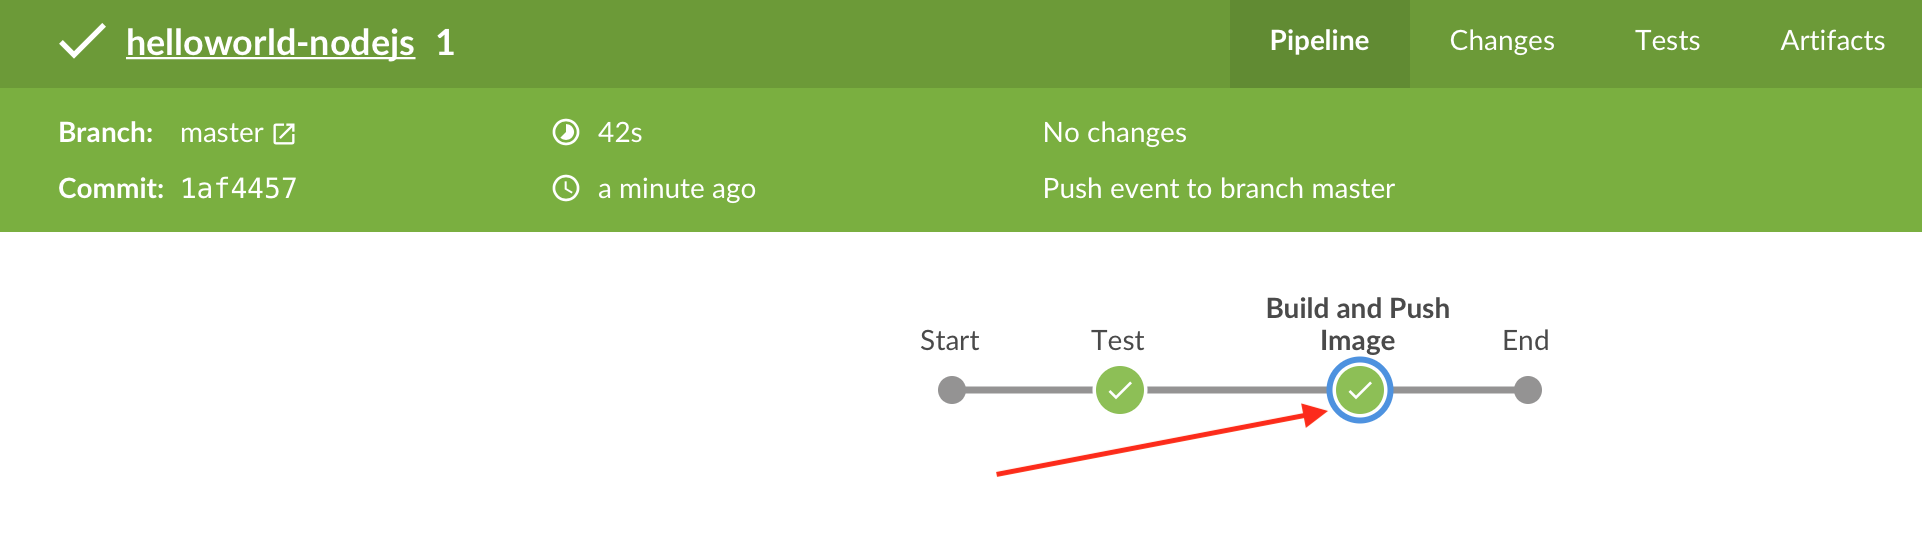 helloworld-nodejs 1
Pipeline Changes Tests Artifacts
Branch: master 42s No changes
Commit: 1af4457 a minute ago Push event to branch master
Start Test Build and Push Image End